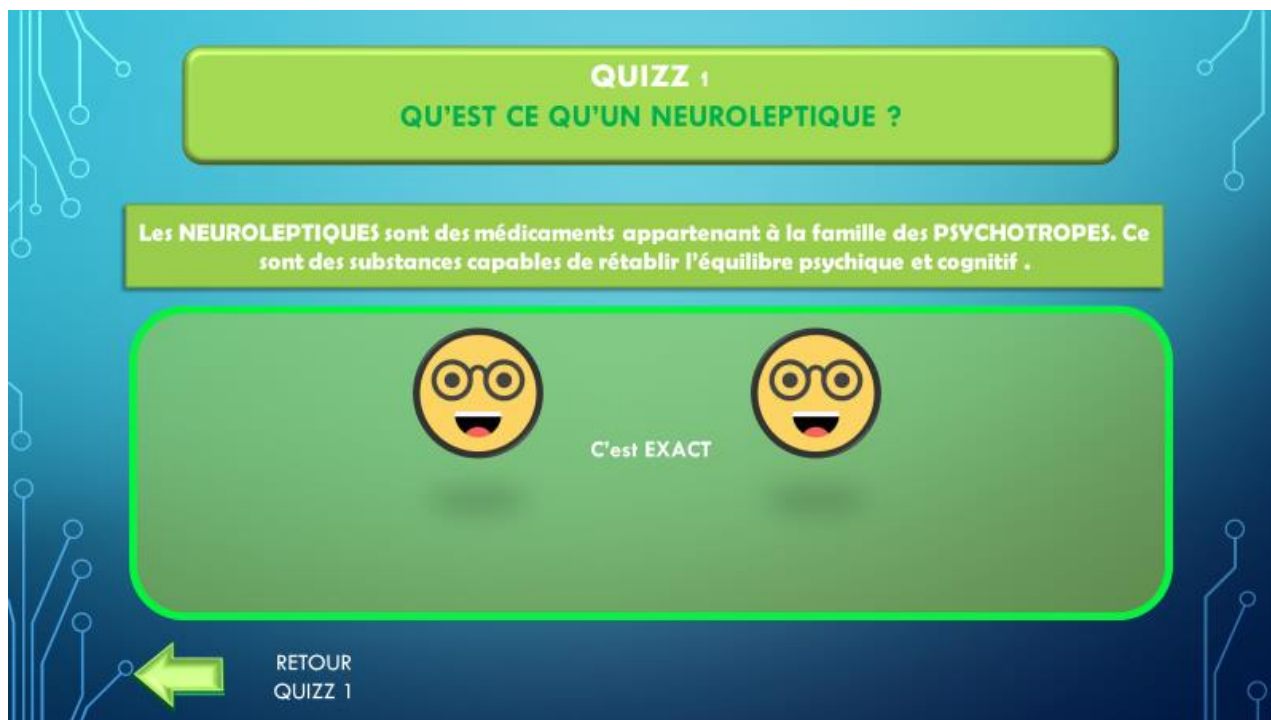 QUIZZ 1
QU'EST CE QU'UN NEUROLEPTIQUE ?
Les NEUROLEPTIQUES sont des médicaments appartenant à la famille des PSYCHOTROPES. Ce
sont des substances capables de rétablir l'équilibre psychique et cognitif .
C'est EXACT
RETOUR
QUIZZ 1